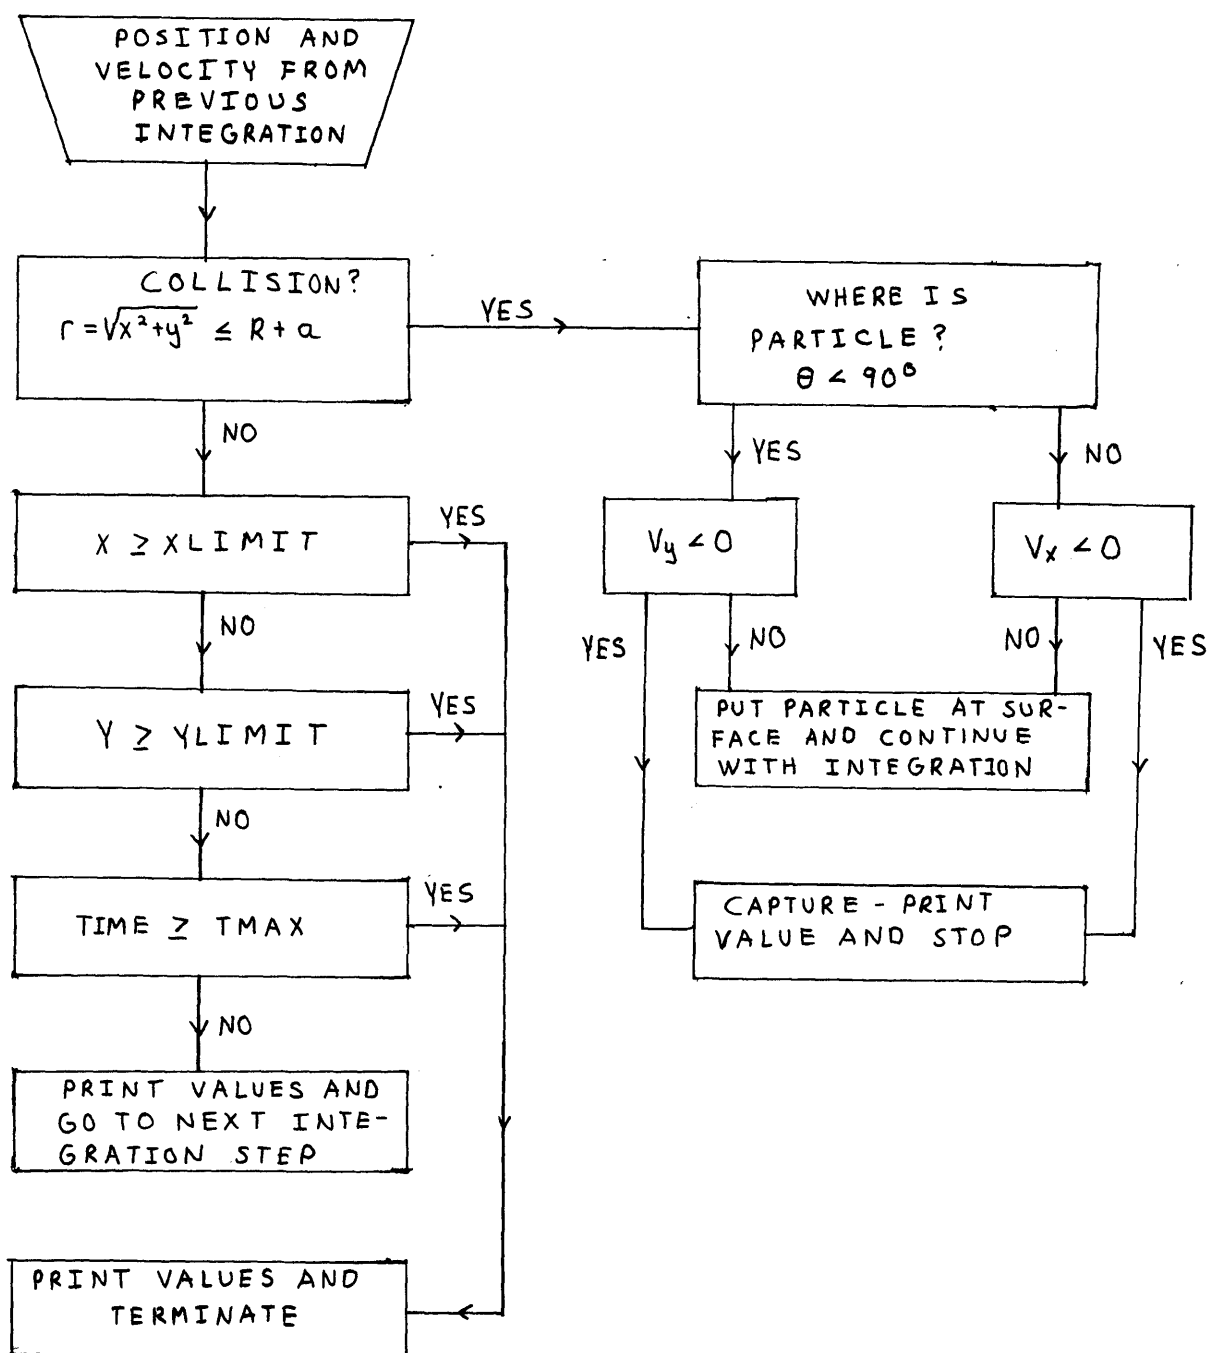 POSITION AND
VELOCITY FROM
PREVIOUS
INTEGRATION
COLLISION?
r = √x²+y² ≤ R + a
YES
WHERE IS
PARTICLE?
θ < 90°
NO
YES
NO
X ≥ XLIMIT
YES
Vy < 0
Vx < 0
NO
YES
NO
NO
YES
Y ≥ YLIMIT
YES
PUT PARTICLE AT SUR-
FACE AND CONTINUE
WITH INTEGRATION
NO
TIME ≥ TMAX
YES
CAPTURE - PRINT
VALUE AND STOP
NO
PRINT VALUES AND
GO TO NEXT INTE-
GRATION STEP
PRINT VALUES AND
TERMINATE